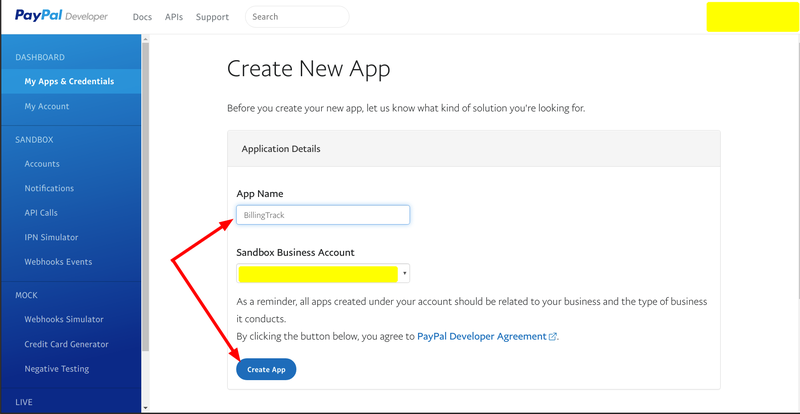 PayPal Developer
Docs
APIs
Support
Search
DASHBOARD
My Apps & Credentials
My Account
SANDBOX
Accounts
Notifications
API Calls
IPN Simulator
Webhooks Events
MOCK
Webhooks Simulator
Credit Card Generator
Negative Testing
LIVE
Create New App
Before you create your new app, let us know what kind of solution you're looking for.
Application Details
App Name
BillingTrack
Sandbox Business Account
As a reminder, all apps created under your account should be related to your business and the type of business
it conducts.
By clicking the button below, you agree to PayPal Developer Agreement.
Create App